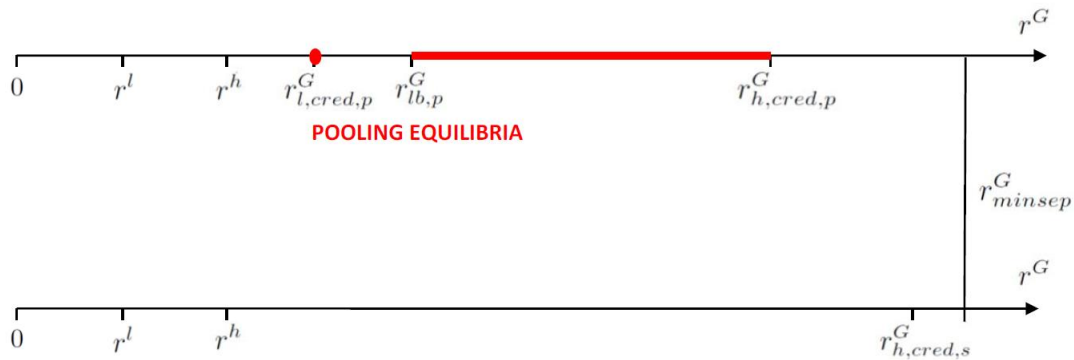 r^G
0 r^l r^h r^G_{l,cred,p} r^G_{lb,p} r^G_{h,cred,p}
POOLING EQUILIBRIA
r^G_{minsep}
r^G
0 r^l r^h r^G_{h,cred,s}